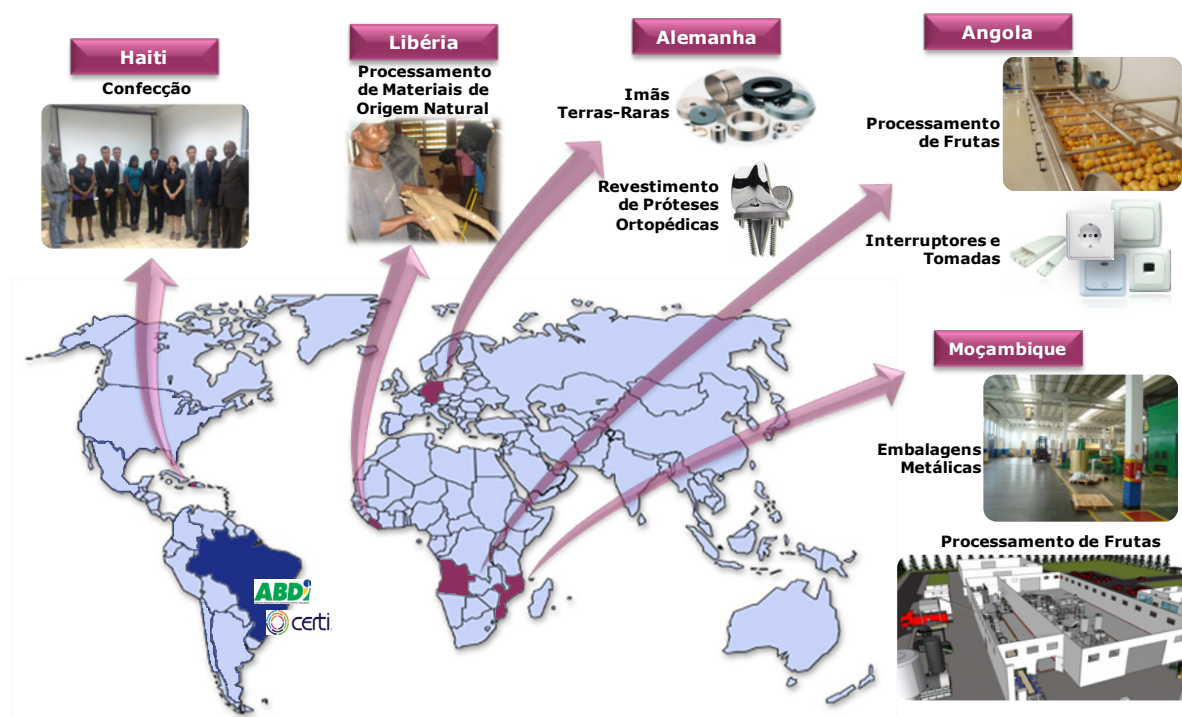 Haiti
Confecção
Libéria
Processamento
de Materiais de
Origem Natural
Alemanha
Imãs
Terras-Raras
Revestimento
de Próteses
Ortopédicas
Angola
Processamento
de Frutas
Interruptores e
Tomadas
Moçambique
Embalagens
Metálicas
Processamento de Frutas
ABDi
certi